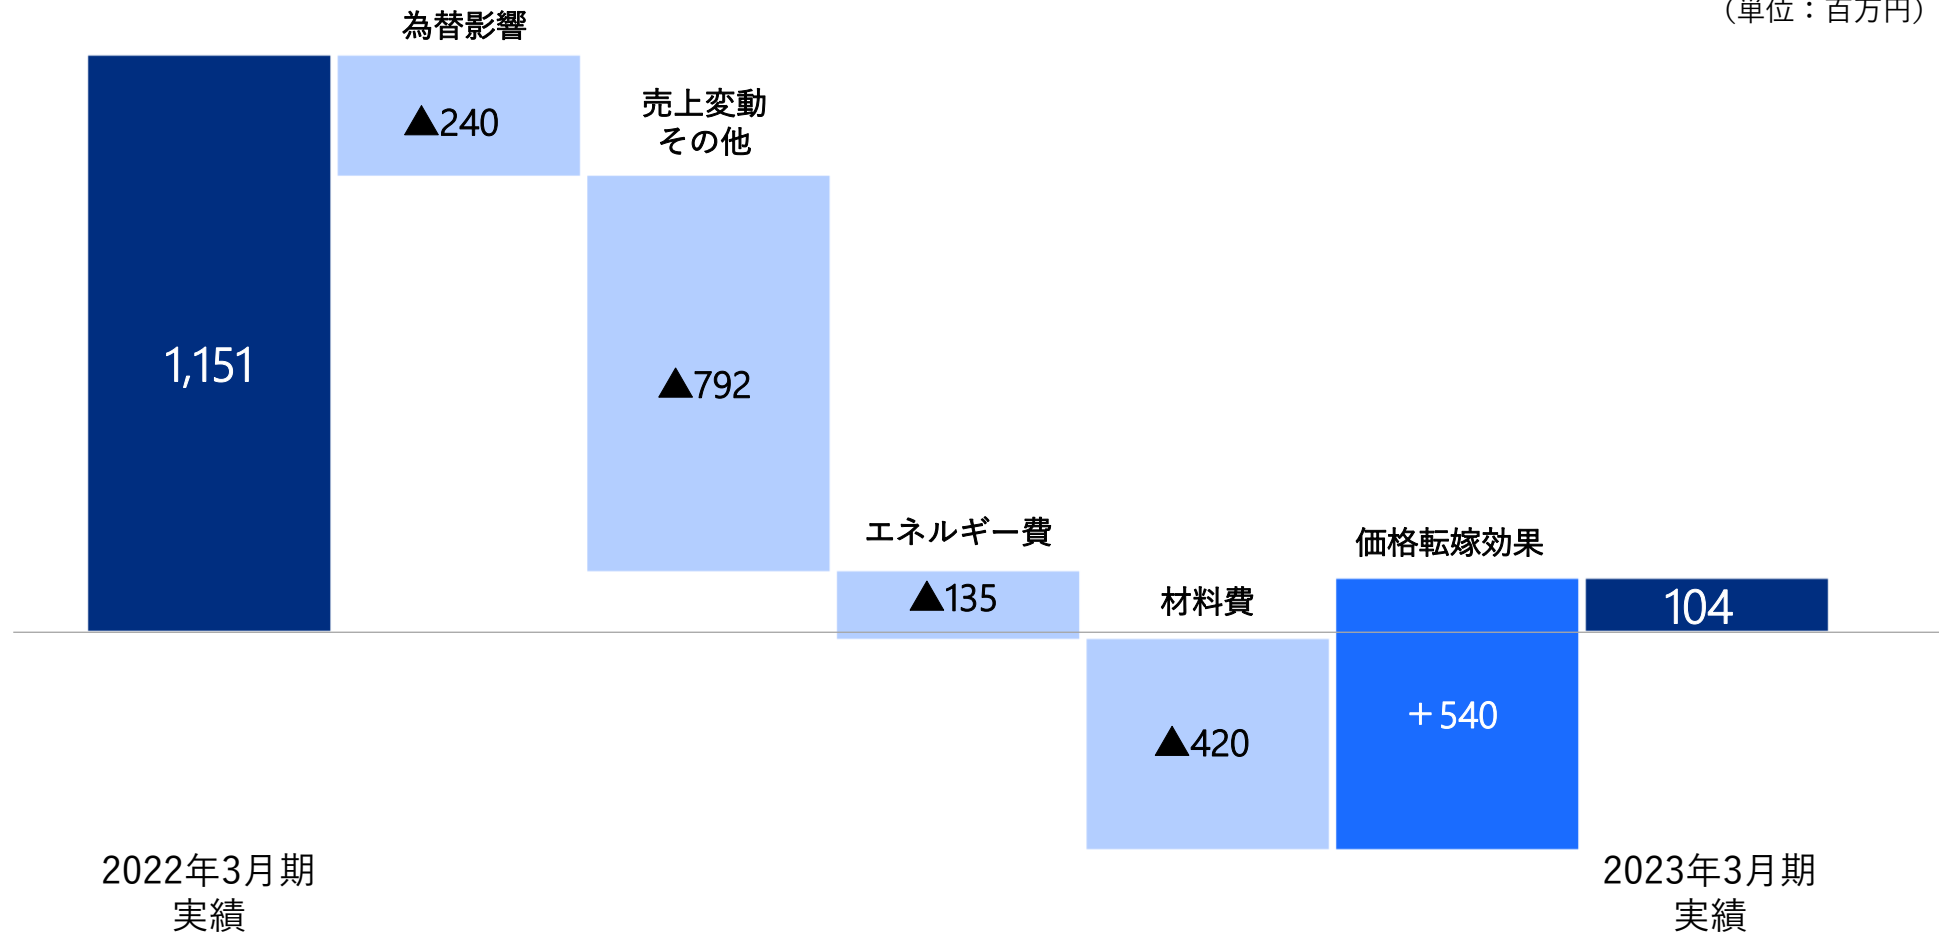 （単位：百万円）
為替影響
▲240
売上変動
その他
1,151
▲792
エネルギー費
▲135
材料費
▲420
価格転嫁効果
＋540
104
2022年3月期
実績
2023年3月期
実績